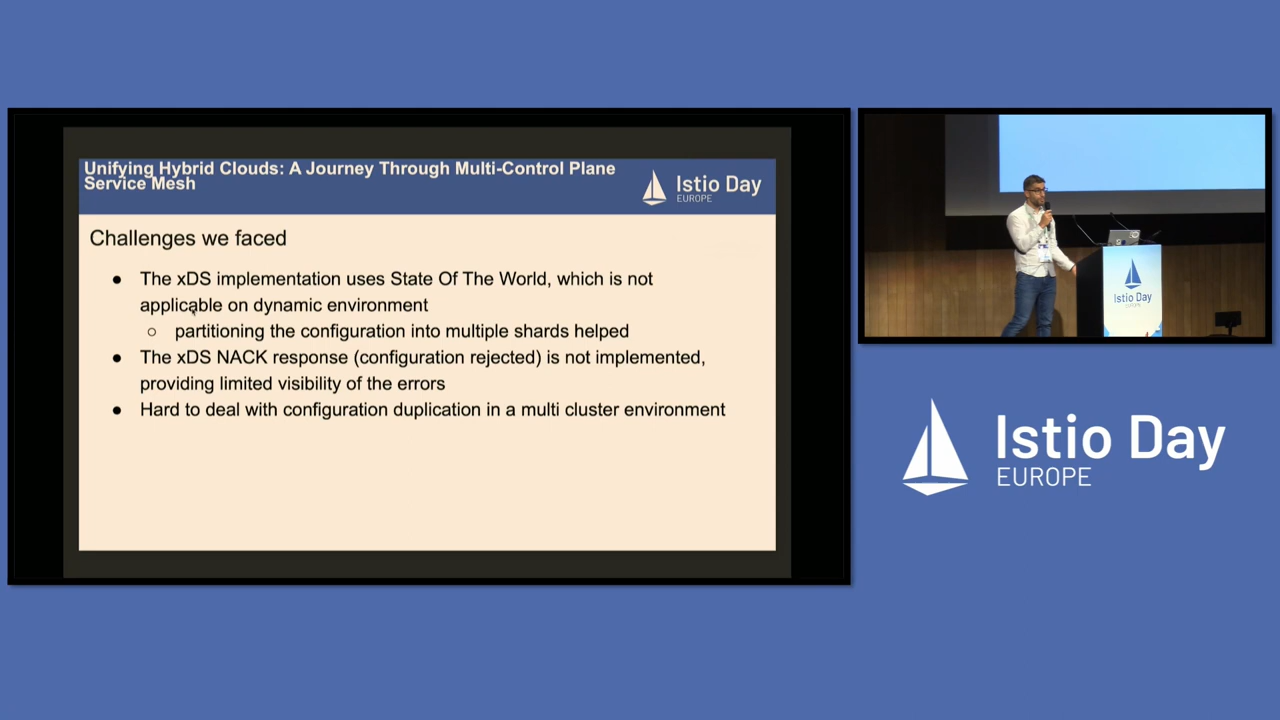 Unifying Hybrid Clouds: A Journey Through Multi-Control Plane
Service Mesh
Istio Day
EUROPE
Challenges we faced
● The xDS implementation uses State Of The World, which is not
applicable on dynamic environment
○ partitioning the configuration into multiple shards helped
● The xDS NACK response (configuration rejected) is not implemented,
providing limited visibility of the errors
● Hard to deal with configuration duplication in a multi cluster environment
Istio Day
EUROPE
Istio Day
EUROPE